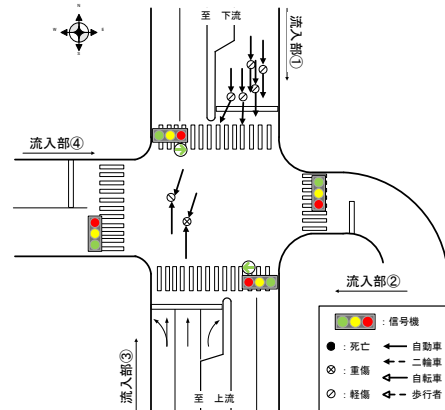 至 下流
流入部①
流入部④
流入部②
流入部③
至 上流
：信号機
：死亡
自動車
二輪車
：重傷
自転車
：軽傷
歩行者